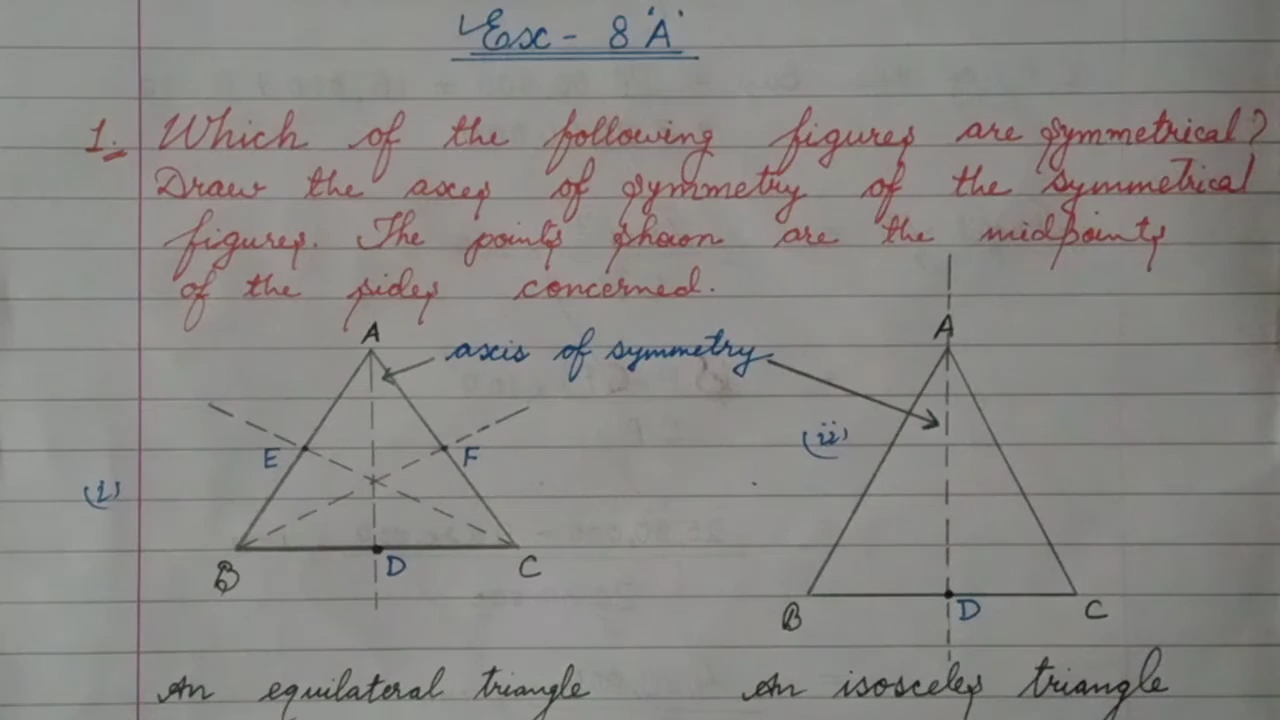 Ex - 8 'A'
1. Which of the following figures are symmetrical?
Draw the axes of symmetry of the symmetrical
figures. The points shown are the midpoints
of the sides concerned.
A
axis of symmetry
A
E
F
(i)
(ii)
B
D
C
B
D
C
An equilateral triangle
An isosceles triangle